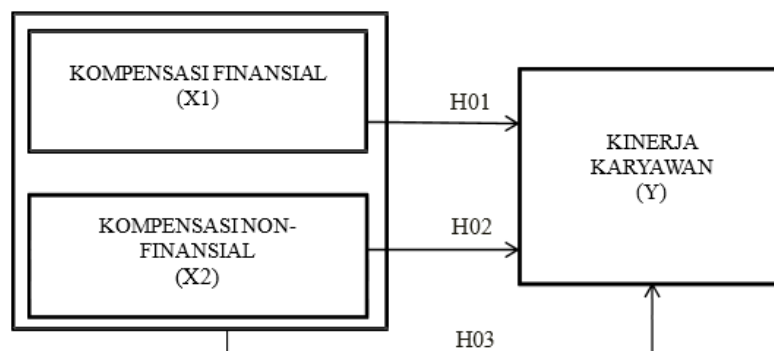 KOMPENSASI FINANSIAL
(X1)
H01
KINERJA
KARYAWAN
(Y)
KOMPENSASI NON-
FINANSIAL
(X2)
H02
H03